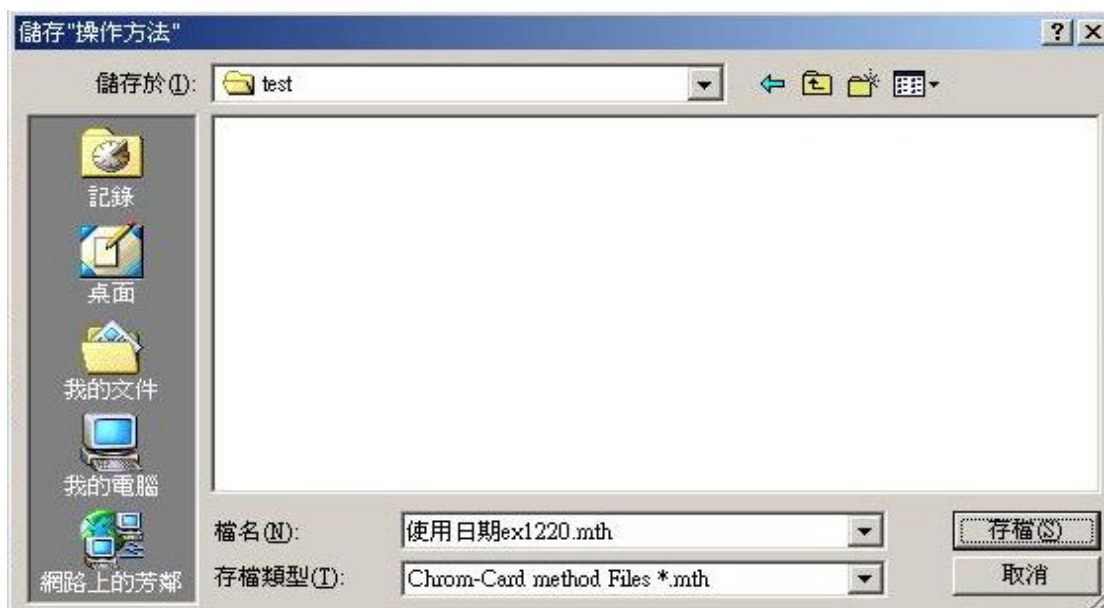 儲存"操作方法"
儲存於(I):
test
記錄
桌面
我的文件
我的電腦
網路上的芳鄰
檔名(N):
使用日期ex1220.mth
存檔(S)
存檔類型(T):
Chrom-Card method Files *.mth
取消